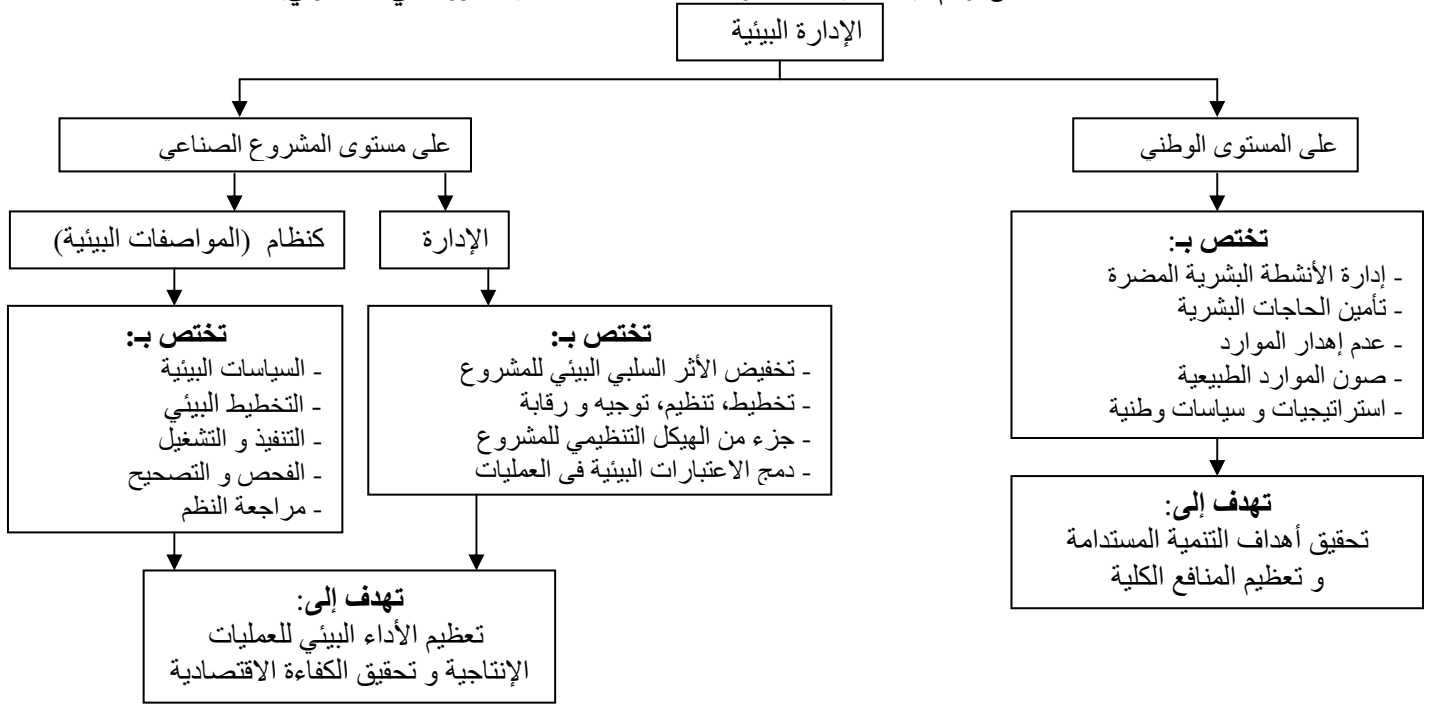 الإدارة البيئية
على المستوى الوطني
على مستوى المشروع الصناعي
تختص بـ:
- إدارة الأنشطة البشرية المضرة
- تأمين الحاجات البشرية
- عدم إهدار الموارد
- صون الموارد الطبيعية
- استراتيجيات و سياسات وطنية
تهدف إلى:
تحقيق أهداف التنمية المستدامة
و تعظيم المنافع الكلية
الإدارة
كنظام (المواصفات البيئية)
تختص بـ:
- تخفيض الأثر السلبي البيئي للمشروع
- تخطيط، تنظيم، توجيه و رقابة
- جزء من الهيكل التنظيمي للمشروع
- دمج الاعتبارات البيئية في العمليات
تختص بـ:
- السياسات البيئية
- التخطيط البيئي
- التنفيذ و التشغيل
- الفحص و التصحيح
- مراجعة النظم
تهدف إلى:
تعظيم الأداء البيئي للعمليات
الإنتاجية و تحقيق الكفاءة الاقتصادية